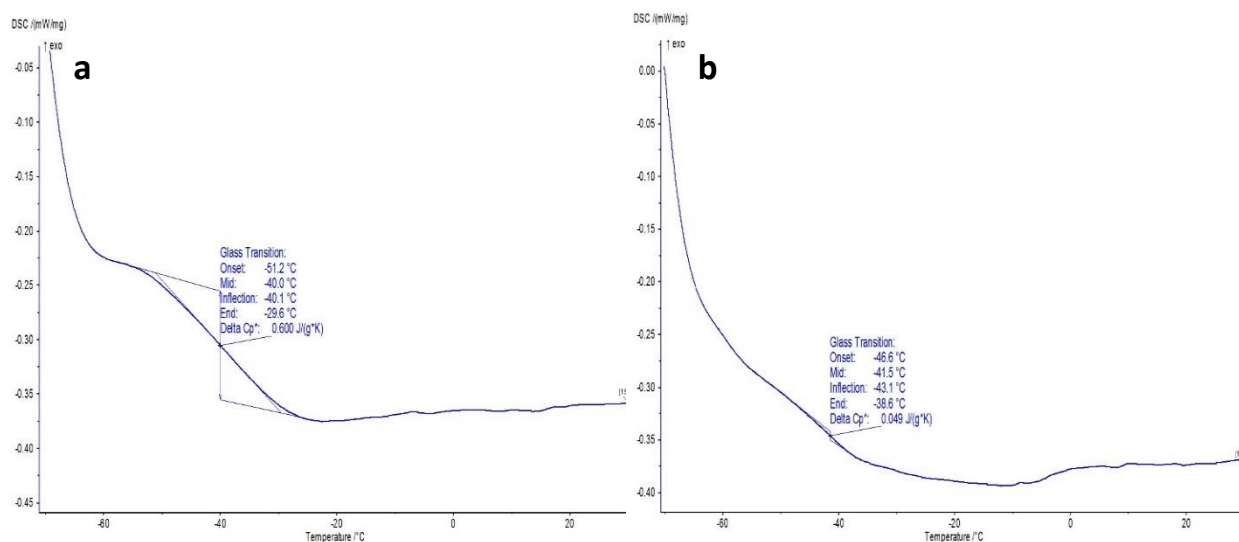 DSC /(mW/mg)
↑ exo
a
-0.05
-0.10
-0.15
-0.20
-0.25
-0.30
-0.35
-0.40
-0.45
Glass Transition:
Onset: -51.2 °C
Mid: -40.0 °C
Inflection: -40.1 °C
End: -29.6 °C
Delta Cp*: 0.600 J/(g*K)
-60 -40 -20 0 20
Temperature /°C
DSC /(mW/mg)
↑ exo
b
0.00
-0.05
-0.10
-0.15
-0.20
-0.25
-0.30
-0.35
-0.40
Glass Transition:
Onset: -46.6 °C
Mid: -41.5 °C
Inflection: -43.1 °C
End: -38.6 °C
Delta Cp*: 0.049 J/(g*K)
-60 -40 -20 0 20
Temperature /°C